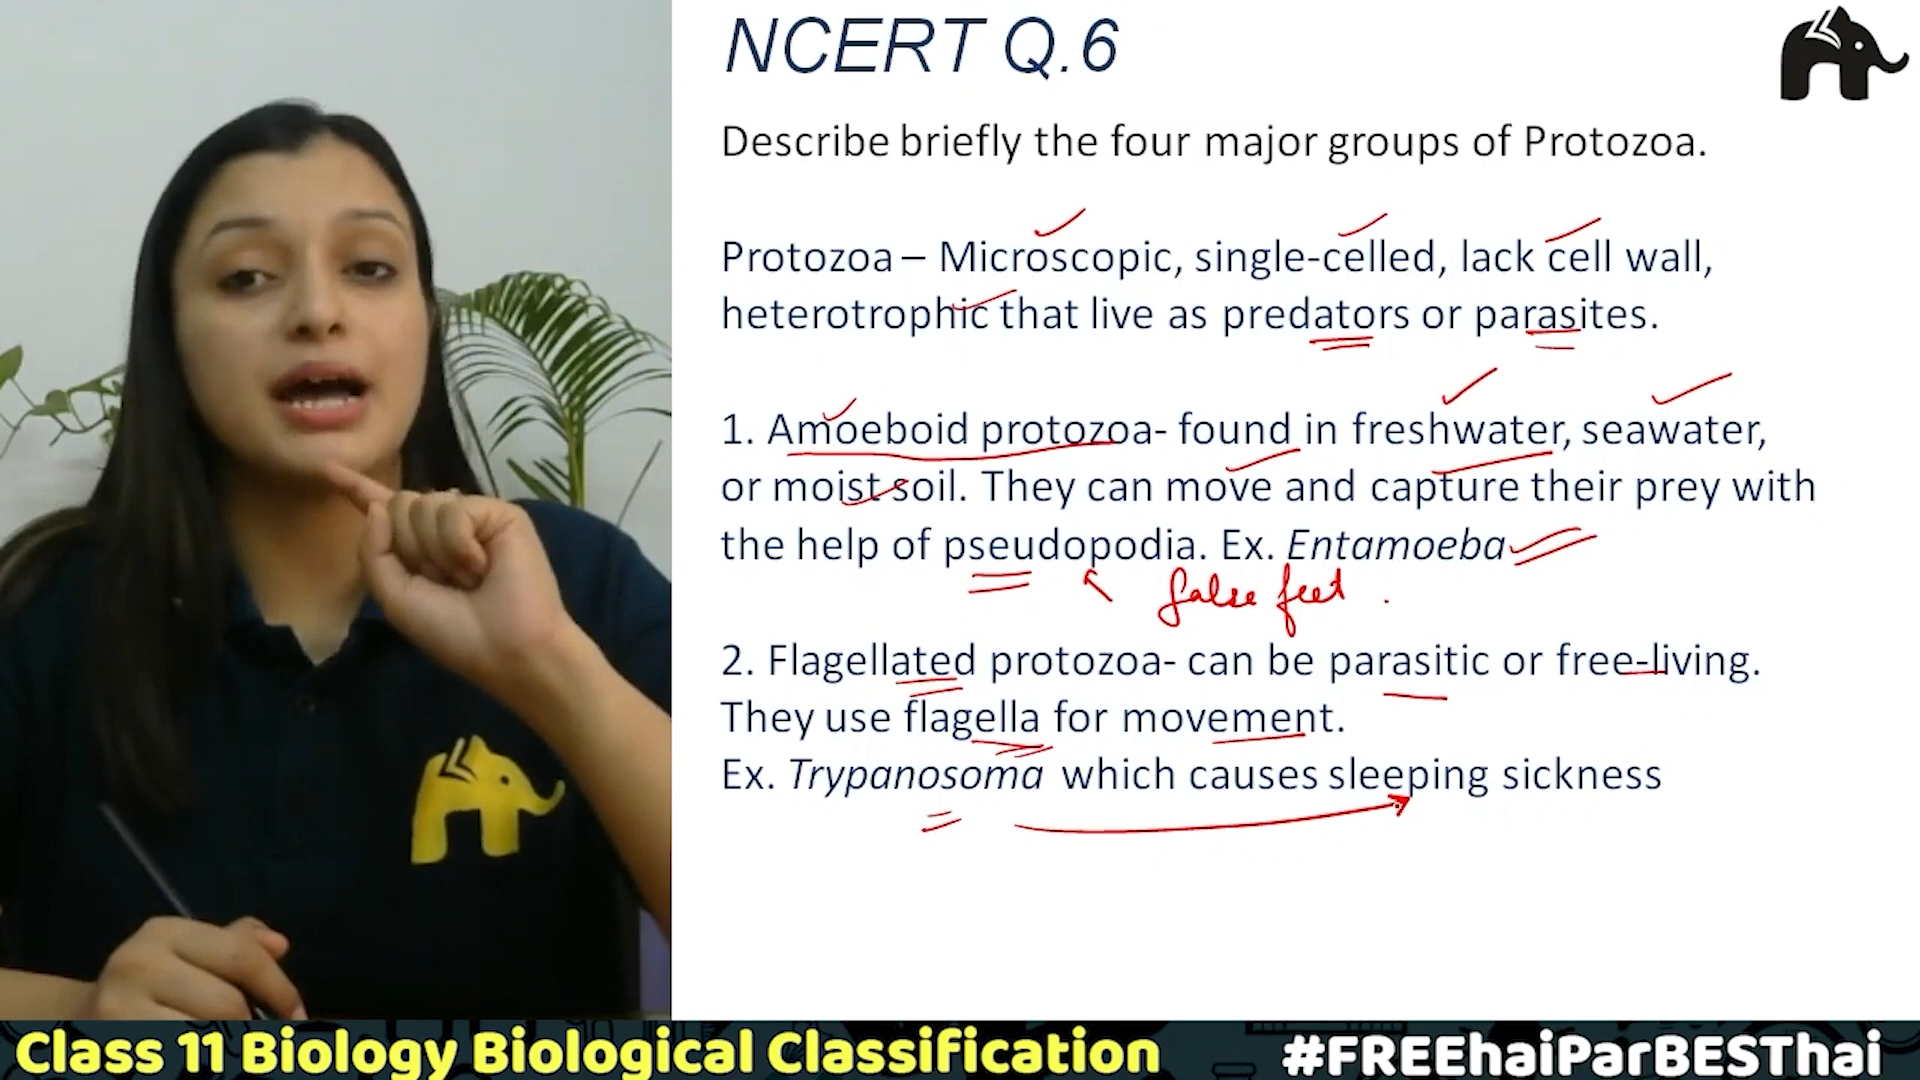 NCERT Q.6
Describe briefly the four major groups of Protozoa.
Protozoa – Microscopic, single-celled, lack cell wall,
heterotrophic that live as predators or parasites.
1. Amoeboid protozoa- found in freshwater, seawater,
or moist soil. They can move and capture their prey with
the help of pseudopodia. Ex. Entamoeba
false feet
2. Flagellated protozoa- can be parasitic or free-living.
They use flagella for movement.
Ex. Trypanosoma which causes sleeping sickness
Class 11 Biology Biological Classification
#FREEhaiParBESThai